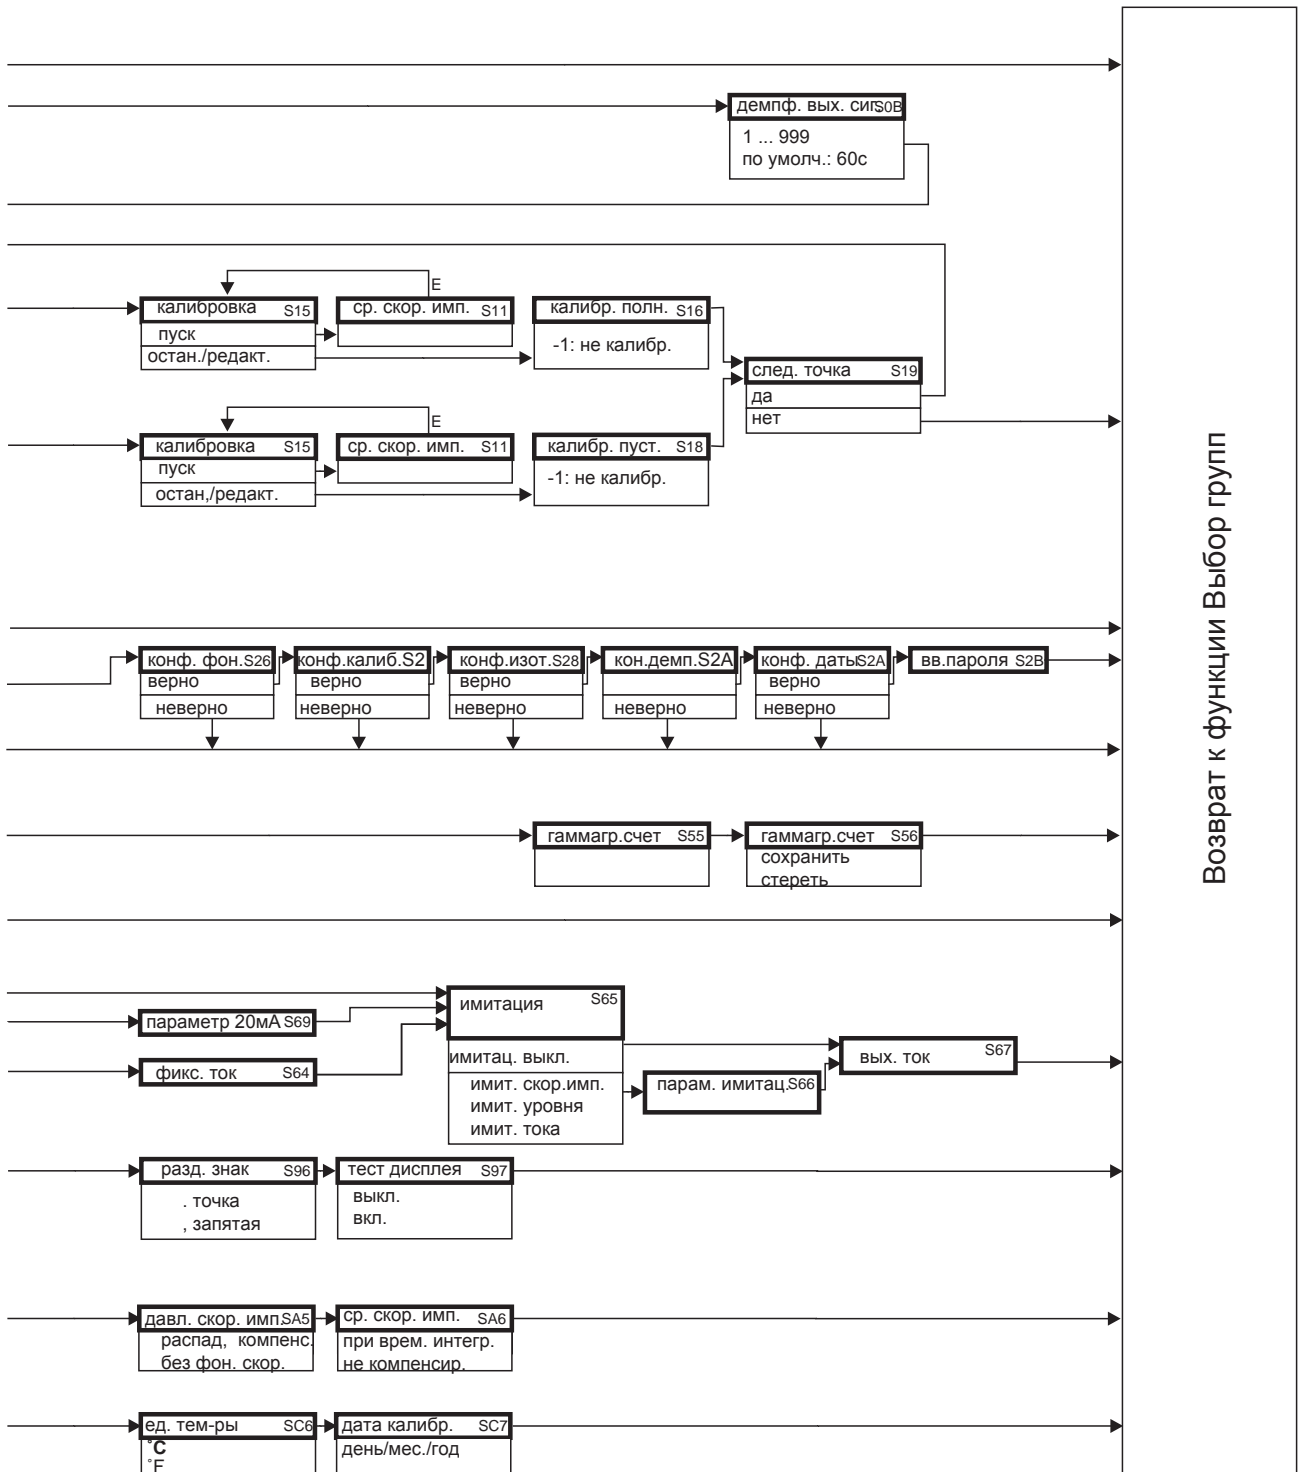 демпф. вых. сиг. S0B
1 ... 999
по умолч.: 60с
E
калибровка S15
пуск
остан./редакт.
ср. скор. имп. S11
калибр. полн. S16
-1: не калибр.
след. точка S19
да
нет
E
калибровка S15
пуск
остан,/редакт.
ср. скор. имп. S11
калибр. пуст. S18
-1: не калибр.
конф. фон.S26
верно
неверно
конф.калиб.S2
верно
неверно
конф.изот.S28
верно
неверно
кон.демп.S2A
неверно
конф. датыS2A
верно
неверно
вв.пароля S2B
гаммагр.счет S55
гаммагр.счет S56
сохранить
стереть
параметр 20мА S69
фикс. ток S64
имитация S65
имитац. выкл.
имит. скор.имп.
имит. уровня
имит. тока
парам. имитац. S66
вых. ток S67
разд. знак S96
. точка
, запятая
тест дисплея S97
выкл.
вкл.
давл. скор. имп. SA5
распад, компенс.
без фон. скор.
ср. скор. имп. SA6
при врем. интегр.
не компенсир.
ед. тем-ры SC6
˚C
˚F
дата калибр. SC7
день/мес./год
Возврат к функции Выбор групп